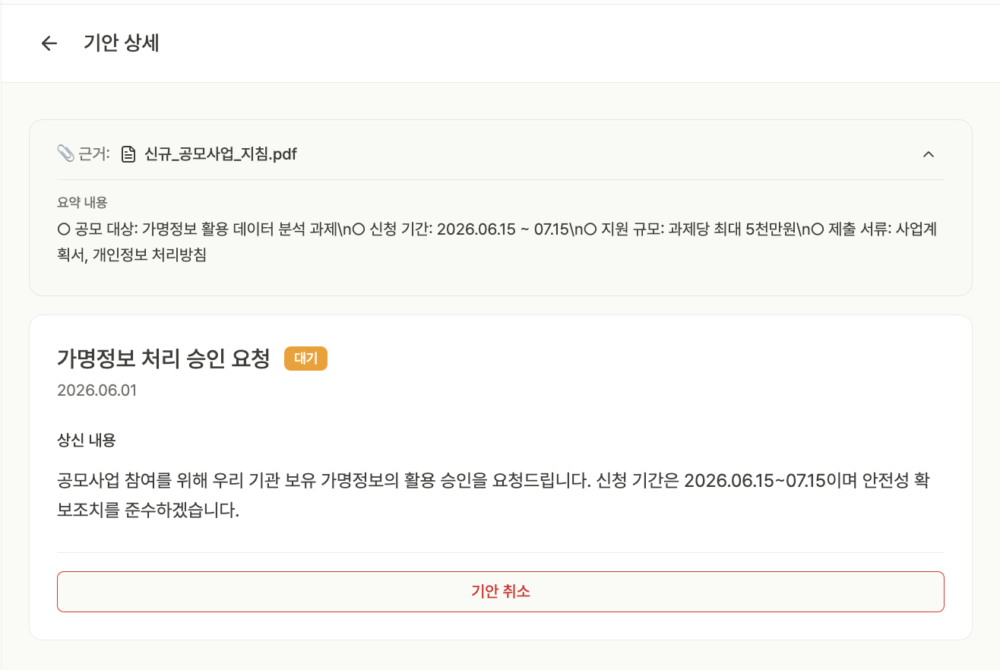 기안 상세
근거: 신규_공모사업_지침.pdf
요약 내용
○ 공모 대상: 가명정보 활용 데이터 분석 과제\n○ 신청 기간: 2026.06.15 ~ 07.15\n○ 지원 규모: 과제당 최대 5천만원\n○ 제출 서류: 사업계
획서, 개인정보 처리방침
가명정보 처리 승인 요청 대기
2026.06.01
상신 내용
공모사업 참여를 위해 우리 기관 보유 가명정보의 활용 승인을 요청드립니다. 신청 기간은 2026.06.15~07.15이며 안전성 확
보조치를 준수하겠습니다.
기안 취소